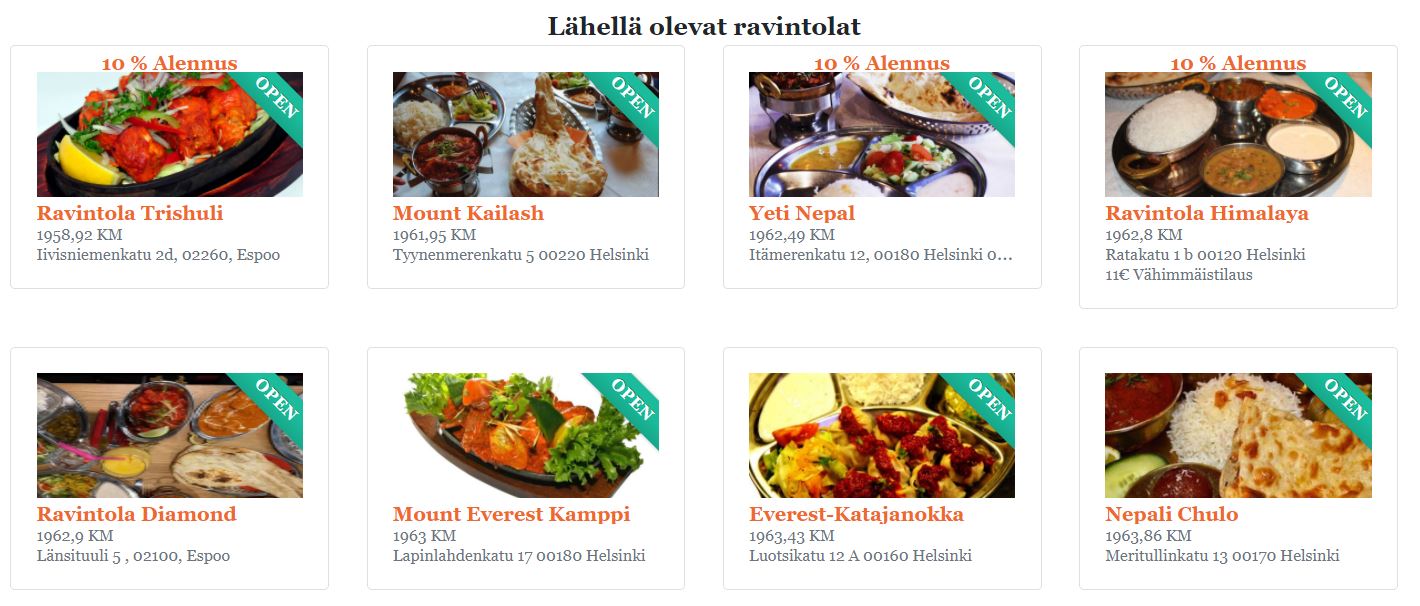 Lähellä olevat ravintolat
10 % Alennus
OPEN
Ravintola Trishuli
1958,92 KM
Iivisniemenkatu 2d, 02260, Espoo
OPEN
Mount Kailash
1961,95 KM
Tyynenmerenkatu 5 00220 Helsinki
10 % Alennus
OPEN
Yeti Nepal
1962,49 KM
Itämerenkatu 12, 00180 Helsinki 0...
10 % Alennus
OPEN
Ravintola Himalaya
1962,8 KM
Ratakatu 1 b 00120 Helsinki
11€ Vähimmäistilaus
OPEN
Ravintola Diamond
1962,9 KM
Länsituuli 5 , 02100, Espoo
OPEN
Mount Everest Kamppi
1963 KM
Lapinlahdenkatu 17 00180 Helsinki
OPEN
Everest-Katajanokka
1963,43 KM
Luotsikatu 12 A 00160 Helsinki
OPEN
Nepali Chulo
1963,86 KM
Meritullinkatu 13 00170 Helsinki